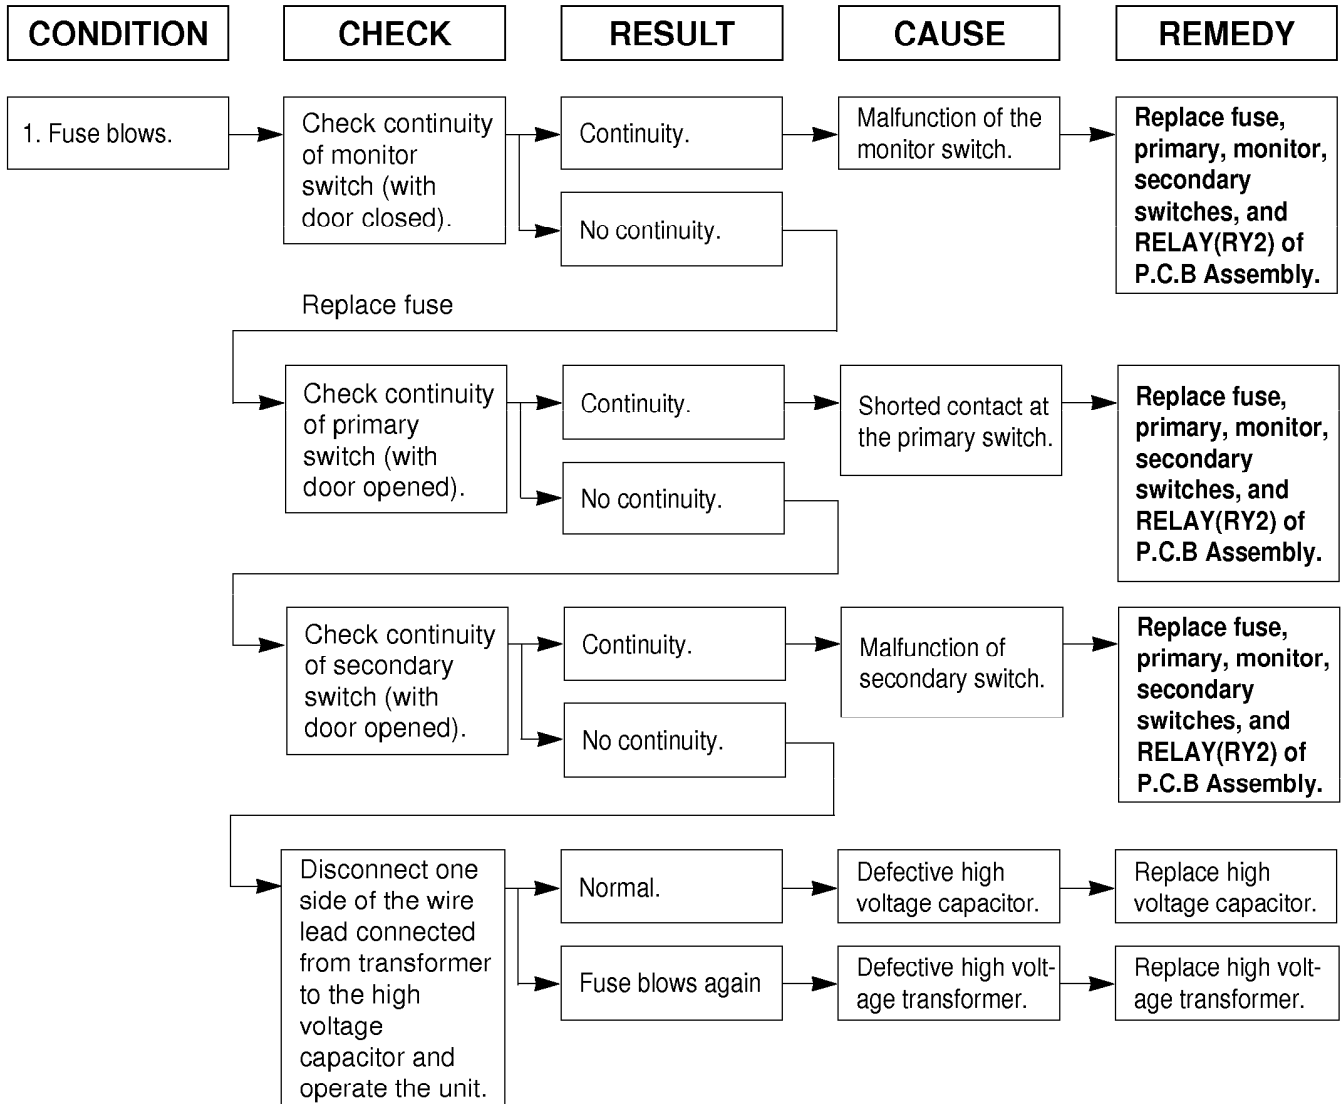 CONDITION
CHECK
RESULT
CAUSE
REMEDY
1. Fuse blows.
Check continuity
of monitor
switch (with
door closed).
Continuity.
Malfunction of the
monitor switch.
Replace fuse,
primary, monitor,
secondary
switches, and
RELAY(RY2) of
P.C.B Assembly.
No continuity.
Replace fuse
Check continuity
of primary
switch (with
door opened).
Continuity.
Shorted contact at
the primary switch.
Replace fuse,
primary, monitor,
secondary
switches, and
RELAY(RY2) of
P.C.B Assembly.
No continuity.
Check continuity
of secondary
switch (with
door opened).
Continuity.
Malfunction of
secondary switch.
Replace fuse,
primary, monitor,
secondary
switches, and
RELAY(RY2) of
P.C.B Assembly.
No continuity.
Disconnect one
side of the wire
lead connected
from transformer
to the high
voltage
capacitor and
operate the unit.
Normal.
Defective high
voltage capacitor.
Replace high
voltage capacitor.
Fuse blows again
Defective high volt-
age transformer.
Replace high volt-
age transformer.